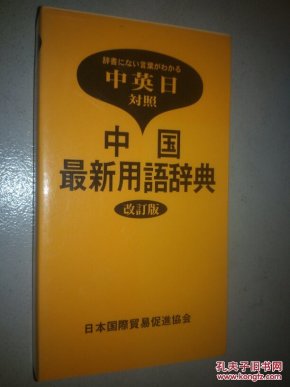 辞書にない言葉がわかる
中英日
対照
中国
最新用語辞典
改訂版
日本国際貿易促進協会
孔夫子旧书网